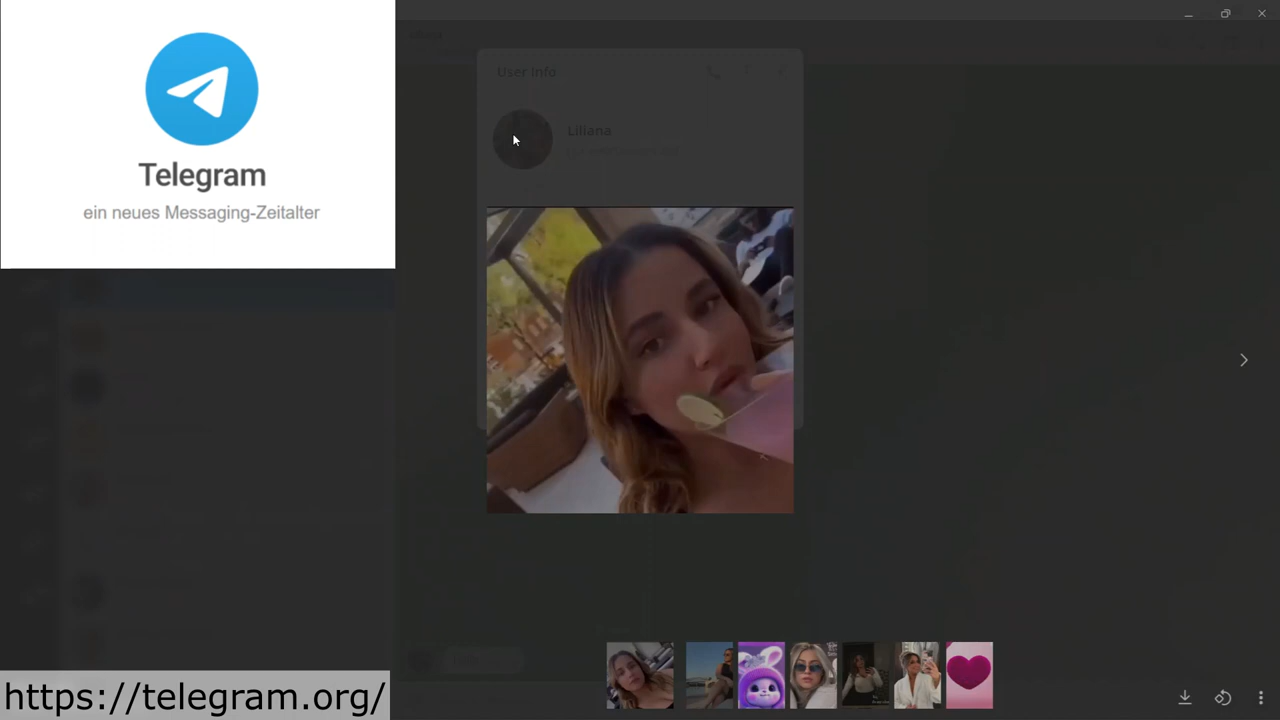 Telegram
ein neues Messaging-Zeitalter
User Info
Liliana
https://telegram.org/